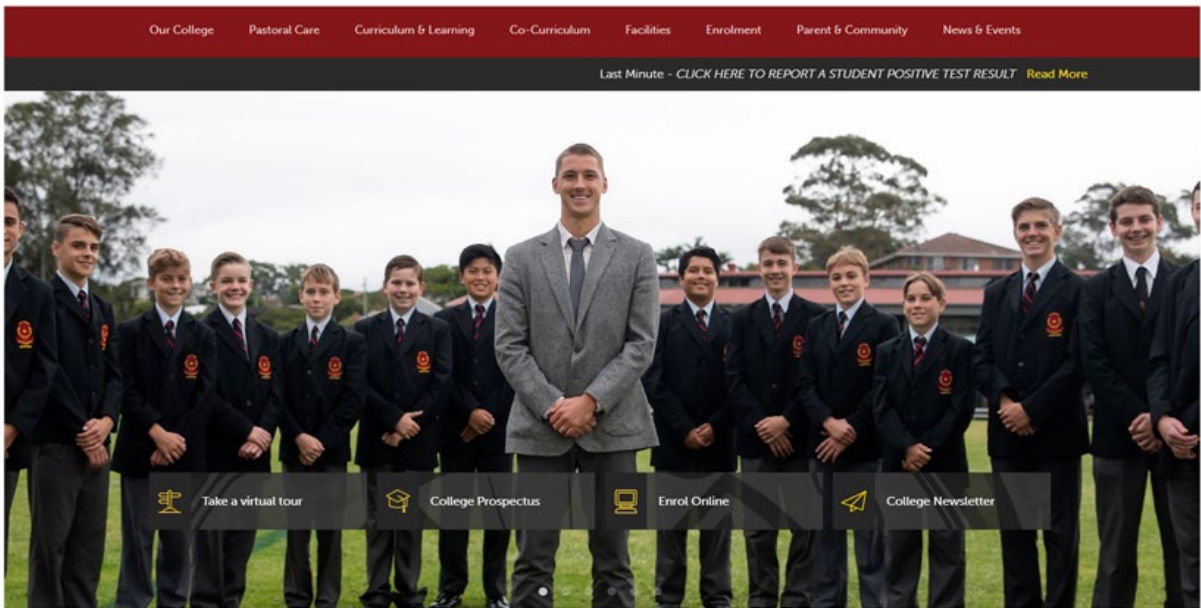 Our College Pastoral Care Curriculum & Learning Co-Curriculum Facilities Enrolment Parent & Community News & Events
Last Minute - CLICK HERE TO REPORT A STUDENT POSITIVE TEST RESULT Read More
Take a virtual tour College Prospectus Enrol Online College Newsletter